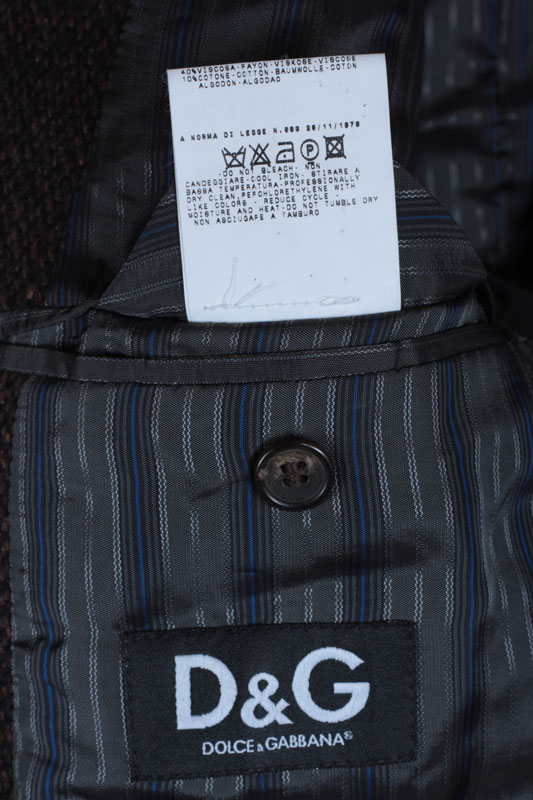 40%VISCOSA-RAYON-VISKOSE-VISCOSE
10%COTONE-COTTON-BAUMWOLLE-COTON
ALGODON-ALGODAO
A NORMA DI LEGGE N.883 26/11/1973
P
DO NOT BLEACH- NON
CANDEGGIARE-COOL IRON- STIRARE A
BASSA TEMPERATURA-PROFESSIONALLY
DRY CLEAN, PERCHLORETHYLENE WITH
LIKE COLORS - REDUCE CYCLE,
MOISTURE AND HEAT-DO NOT TUMBLE DRY
NON ASCIUGARE A TAMBURO
D&G
DOLCE & GABBANA®